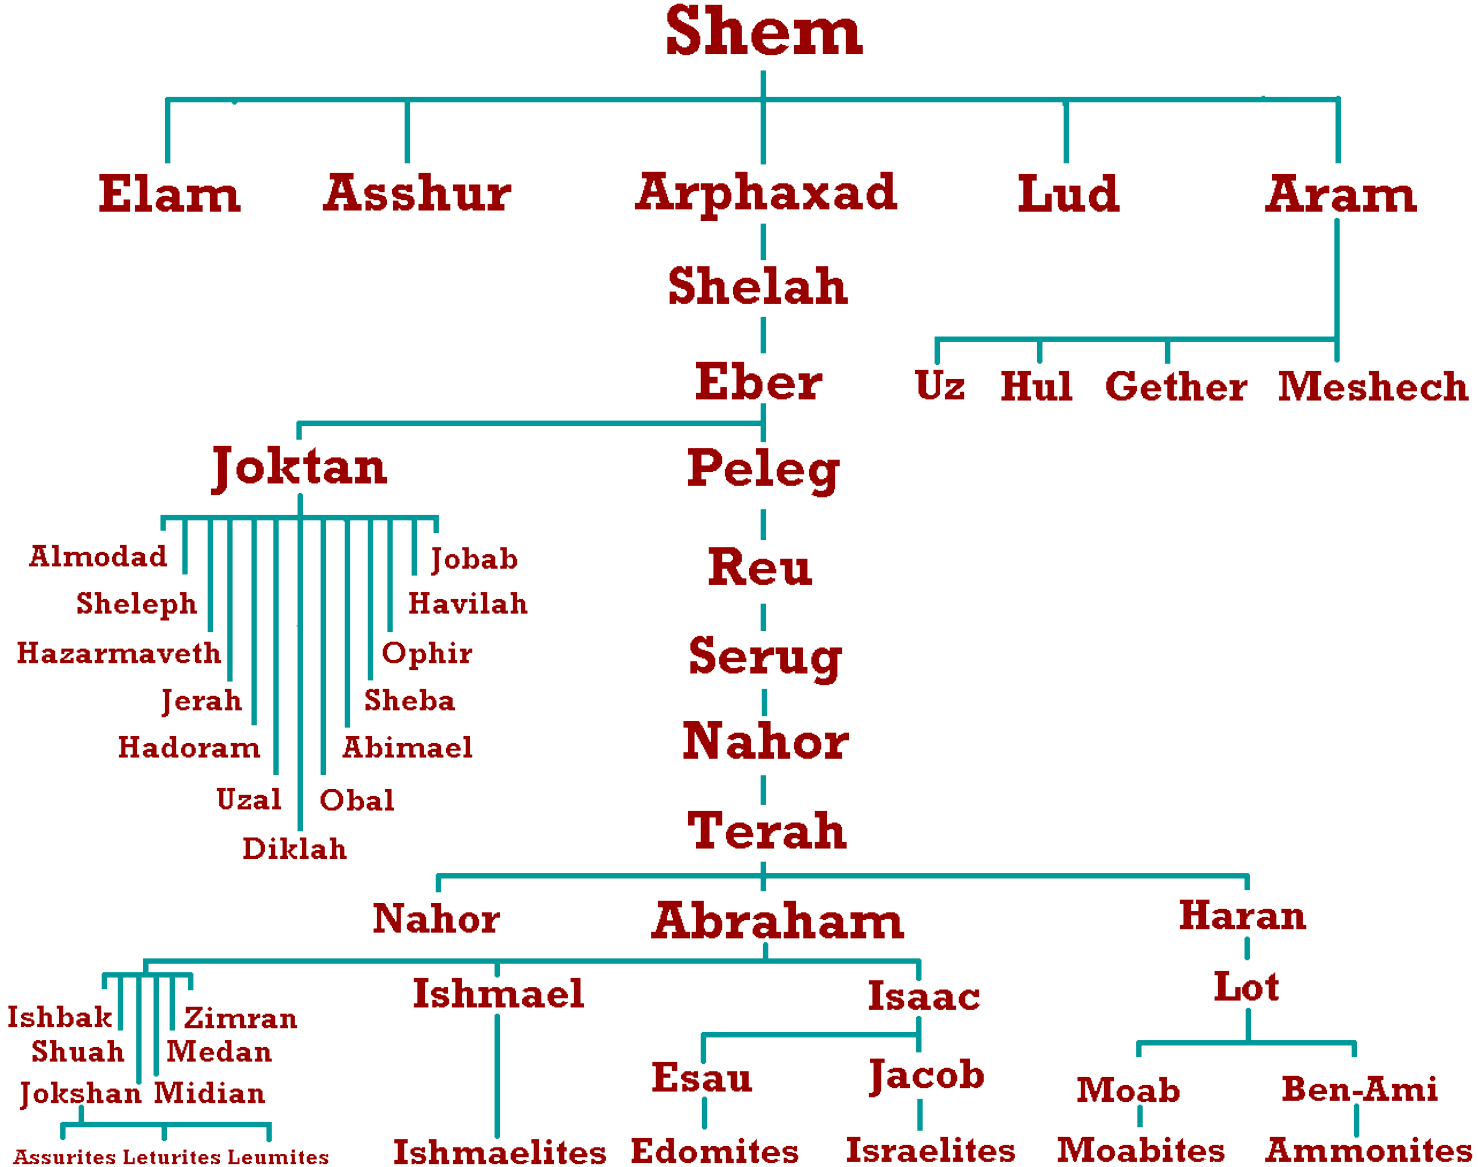 Shem
Elam Asshur Arphaxad Lud Aram
Shelah
Eber
Uz Hul Gether Meshech
Joktan Peleg
Almodad Jobab
Reu
Sheleph Havilah
Hazarmaveth Ophir
Serug
Jerah Sheba
Hadoram Abimael
Nahor
Uzal Obal
Terah
Diklah
Nahor Abraham Haran
Ishmael Isaac Lot
Ishbak Zimran
Shuah Medan
Esau Jacob
Jokshan Midian Moab Ben-Ami
Assurites Leturites Leumites Ishmaelites Edomites Israelites Moabites Ammonites